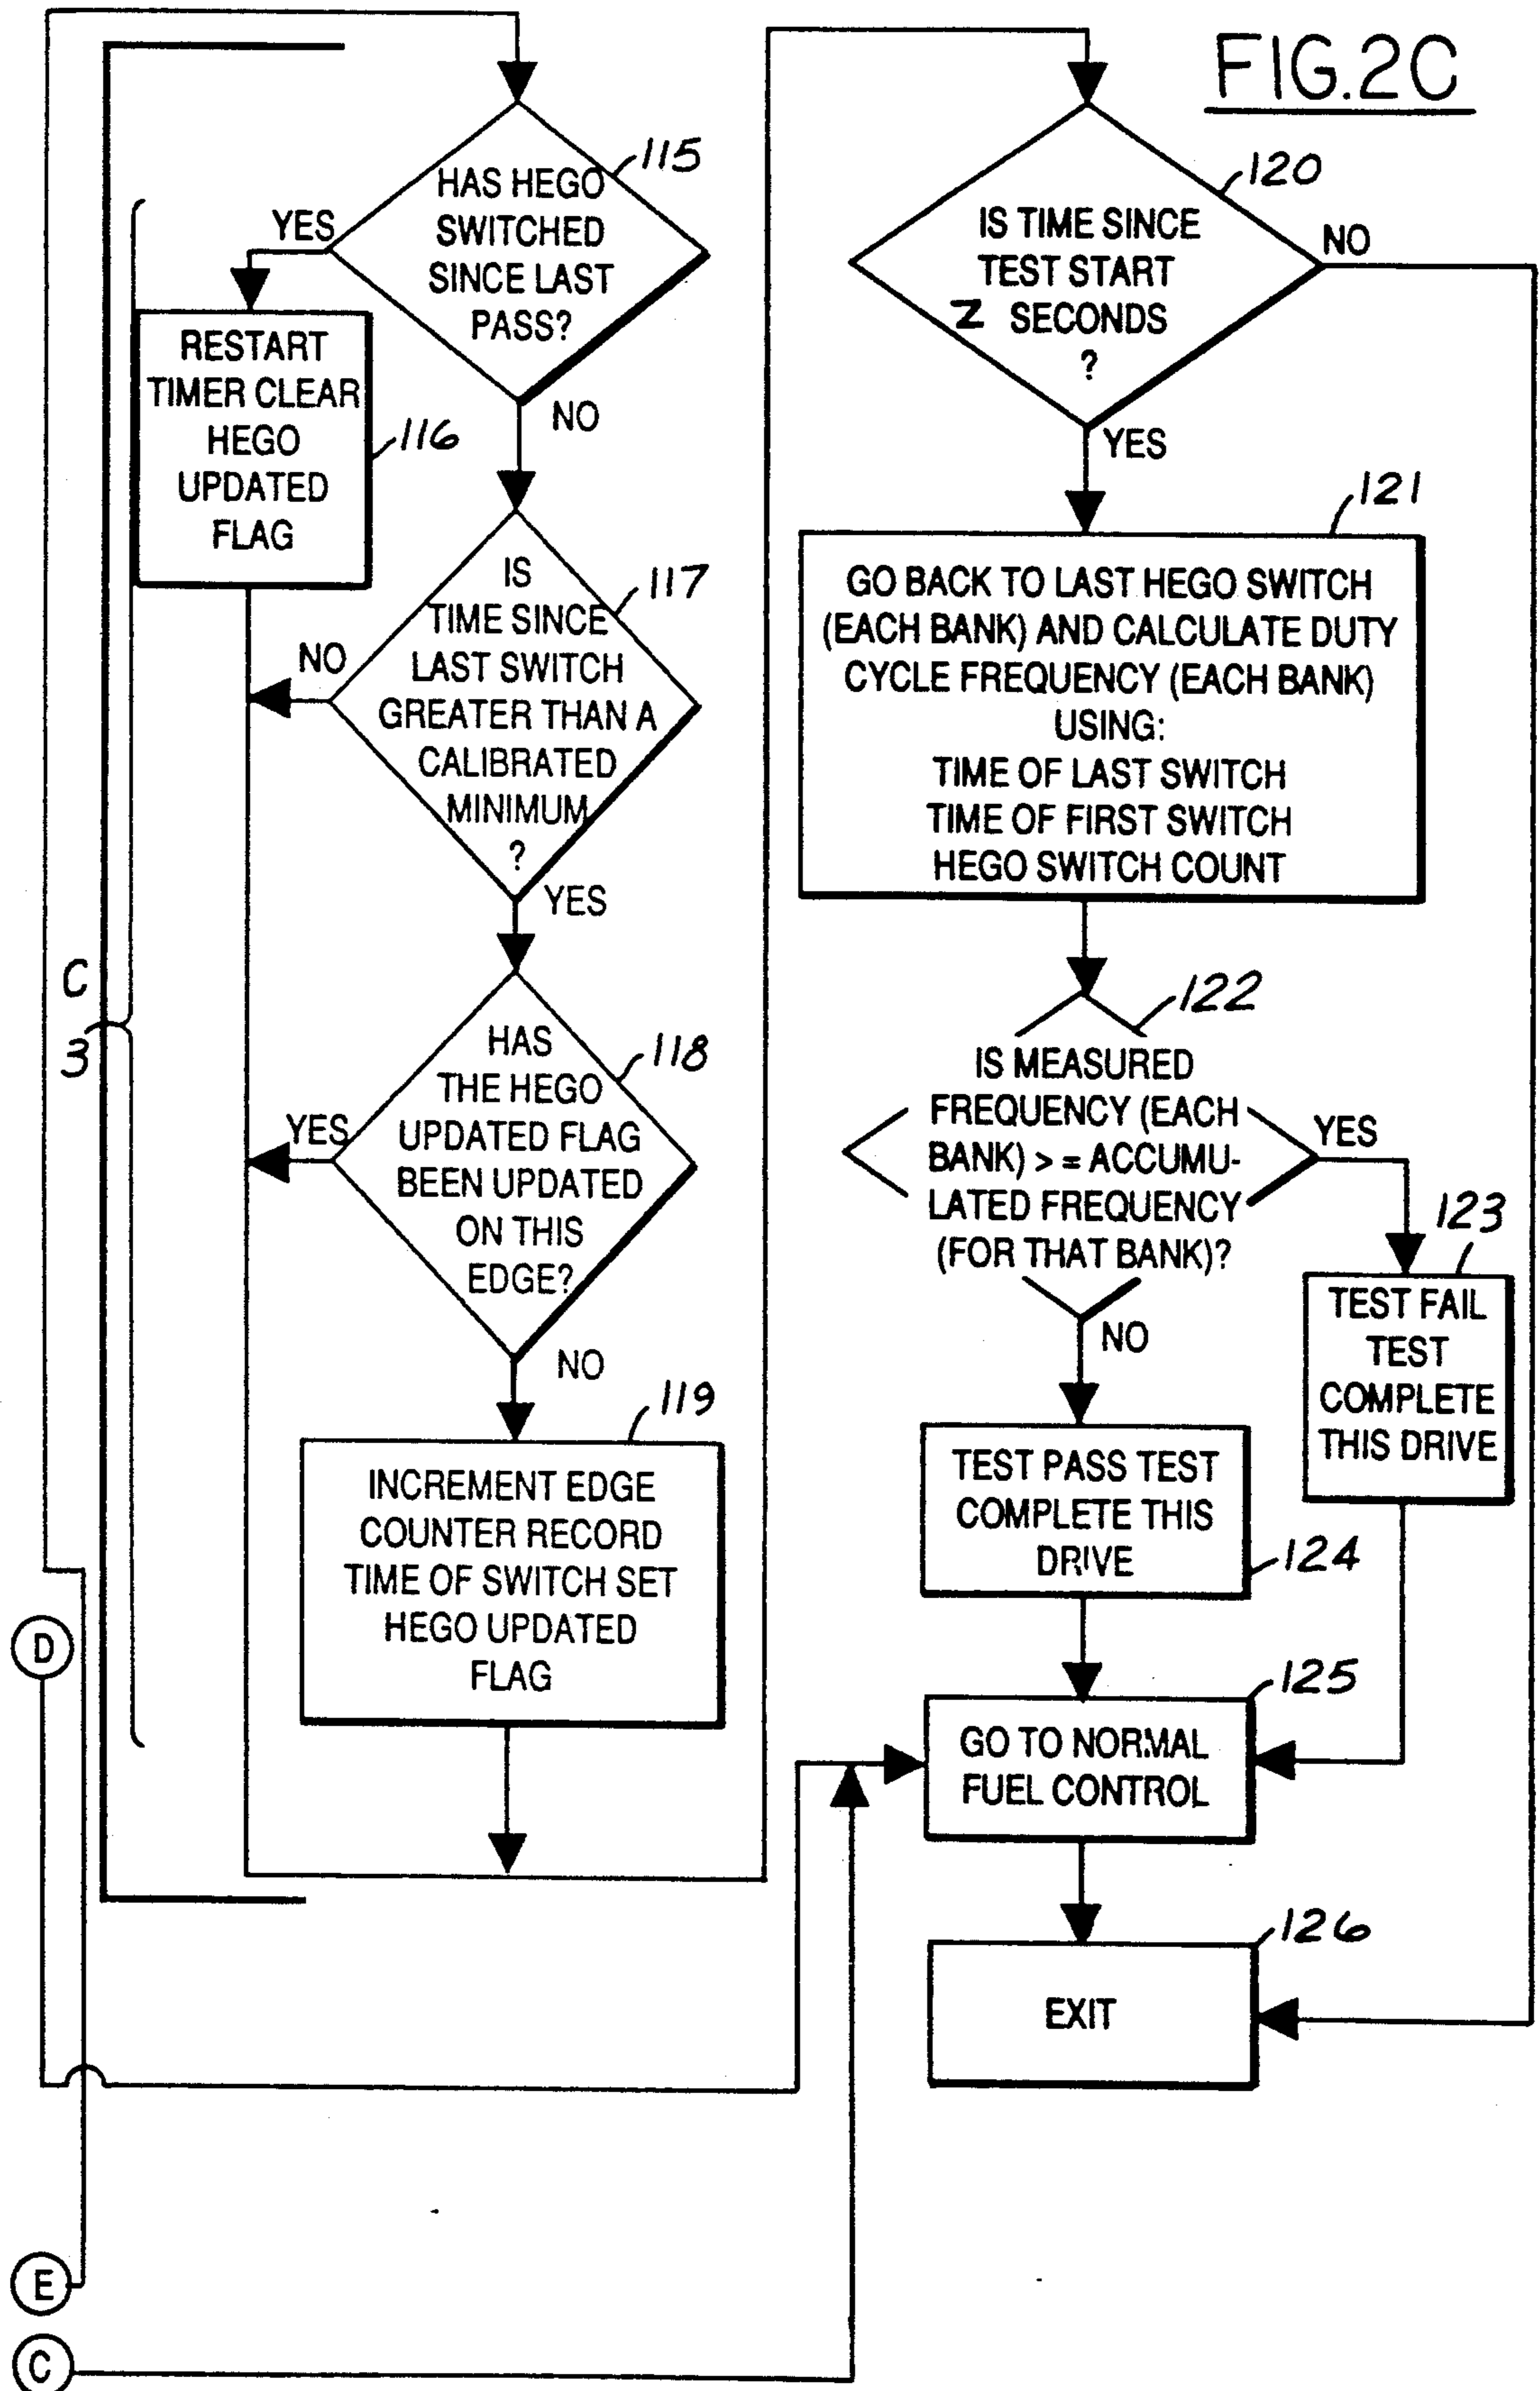 FIG.2C
115
HAS HEGO
SWITCHED
SINCE LAST
PASS?
YES
NO
RESTART
TIMER CLEAR
HEGO
UPDATED
FLAG
116
IS
TIME SINCE
LAST SWITCH
GREATER THAN A
CALIBRATED
MINIMUM
?
117
NO
YES
C
3
HAS
THE HEGO
UPDATED FLAG
BEEN UPDATED
ON THIS
EDGE?
118
YES
NO
119
INCREMENT EDGE
COUNTER RECORD
TIME OF SWITCH SET
HEGO UPDATED
FLAG
D
E
C
120
IS TIME SINCE
TEST START
Z SECONDS
?
NO
YES
121
GO BACK TO LAST HEGO SWITCH
(EACH BANK) AND CALCULATE DUTY
CYCLE FREQUENCY (EACH BANK)
USING:
TIME OF LAST SWITCH
TIME OF FIRST SWITCH
HEGO SWITCH COUNT
122
IS MEASURED
FREQUENCY (EACH
BANK) > = ACCUMU-
LATED FREQUENCY
(FOR THAT BANK)?
YES
NO
123
TEST FAIL
TEST
COMPLETE
THIS DRIVE
TEST PASS TEST
COMPLETE THIS
DRIVE
124
125
GO TO NORMAL
FUEL CONTROL
126
EXIT